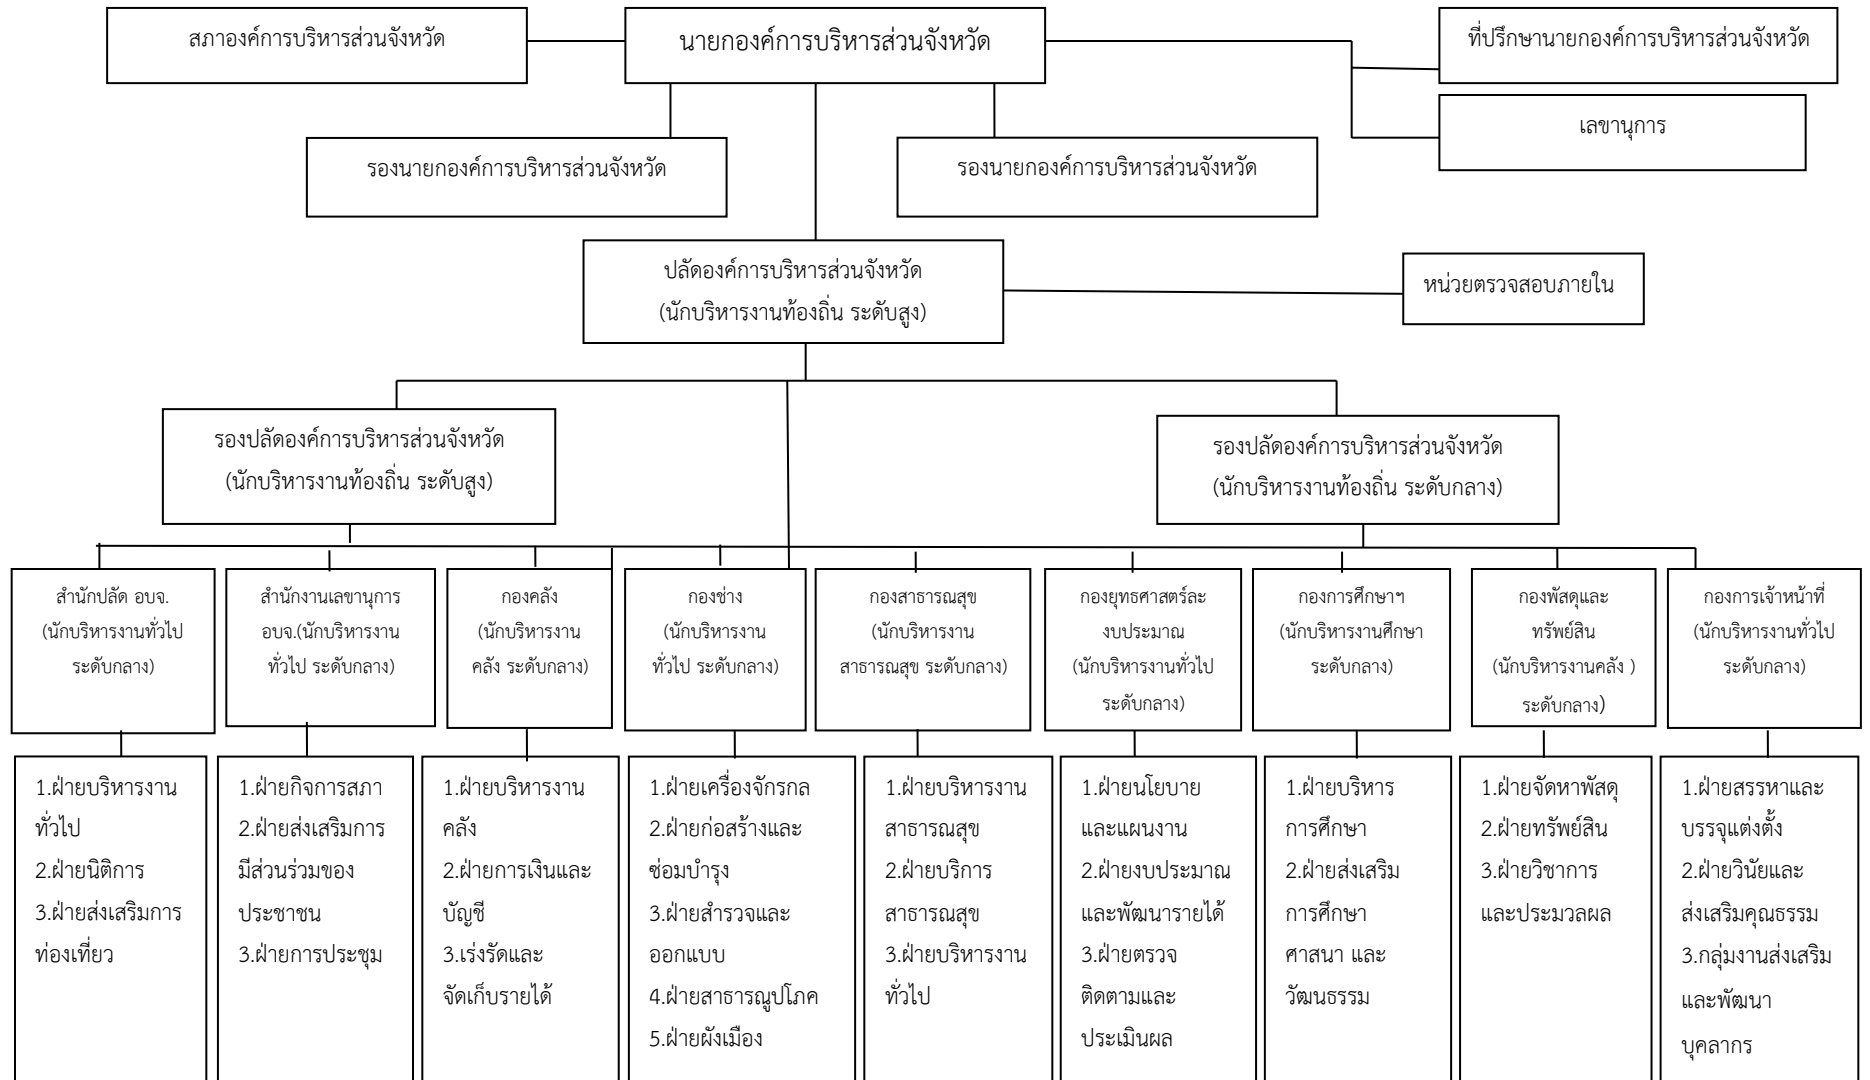 สภาองค์การบริหารส่วนจังหวัด
นายกองค์การบริหารส่วนจังหวัด
ที่ปรึกษานายกองค์การบริหารส่วนจังหวัด
เลขานุการ
รองนายกองค์การบริหารส่วนจังหวัด
รองนายกองค์การบริหารส่วนจังหวัด
ปลัดองค์การบริหารส่วนจังหวัด
(นักบริหารงานท้องถิ่น ระดับสูง)
หน่วยตรวจสอบภายใน
รองปลัดองค์การบริหารส่วนจังหวัด
(นักบริหารงานท้องถิ่น ระดับสูง)
รองปลัดองค์การบริหารส่วนจังหวัด
(นักบริหารงานท้องถิ่น ระดับกลาง)
สำนักปลัด อบจ.
(นักบริหารงานทั่วไป
ระดับกลาง)
สำนักงานเลขานุการ
อบจ.(นักบริหารงาน
ทั่วไป ระดับกลาง)
กองคลัง
(นักบริหารงาน
คลัง ระดับกลาง)
กองช่าง
(นักบริหารงาน
ทั่วไป ระดับกลาง)
กองสาธารณสุข
(นักบริหารงาน
สาธารณสุข ระดับกลาง)
กองยุทธศาสตร์ละ
งบประมาณ
(นักบริหารงานทั่วไป
ระดับกลาง)
กองการศึกษาฯ
(นักบริหารงานศึกษา
ระดับกลาง)
กองพัสดุและ
ทรัพย์สิน
(นักบริหารงานคลัง )
ระดับกลาง)
กองการเจ้าหน้าที่
(นักบริหารงานทั่วไป
ระดับกลาง)
1.ฝ่ายบริหารงาน
ทั่วไป
2.ฝ่ายนิติการ
3.ฝ่ายส่งเสริมการ
ท่องเที่ยว
1.ฝ่ายกิจการสภา
2.ฝ่ายส่งเสริมการ
มีส่วนร่วมของ
ประชาชน
3.ฝ่ายการประชุม
1.ฝ่ายบริหารงาน
คลัง
2.ฝ่ายการเงินและ
บัญชี
3.เร่งรัดและ
จัดเก็บรายได้
1.ฝ่ายเครื่องจักรกล
2.ฝ่ายก่อสร้างและ
ซ่อมบำรุง
3.ฝ่ายสำรวจและ
ออกแบบ
4.ฝ่ายสาธารณูปโภค
5.ฝ่ายผังเมือง
1.ฝ่ายบริหารงาน
สาธารณสุข
2.ฝ่ายบริการ
สาธารณสุข
3.ฝ่ายบริหารงาน
ทั่วไป
1.ฝ่ายนโยบาย
และแผนงาน
2.ฝ่ายงบประมาณ
และพัฒนารายได้
3.ฝ่ายตรวจ
ติดตามและ
ประเมินผล
1.ฝ่ายบริหาร
การศึกษา
2.ฝ่ายส่งเสริม
การศึกษา
ศาสนา และ
วัฒนธรรม
1.ฝ่ายจัดหาพัสดุ
2.ฝ่ายทรัพย์สิน
3.ฝ่ายวิชาการ
และประมวลผล
1.ฝ่ายสรรหาและ
บรรจุแต่งตั้ง
2.ฝ่ายวินัยและ
ส่งเสริมคุณธรรม
3.กลุ่มงานส่งเสริม
และพัฒนา
บุคลากร